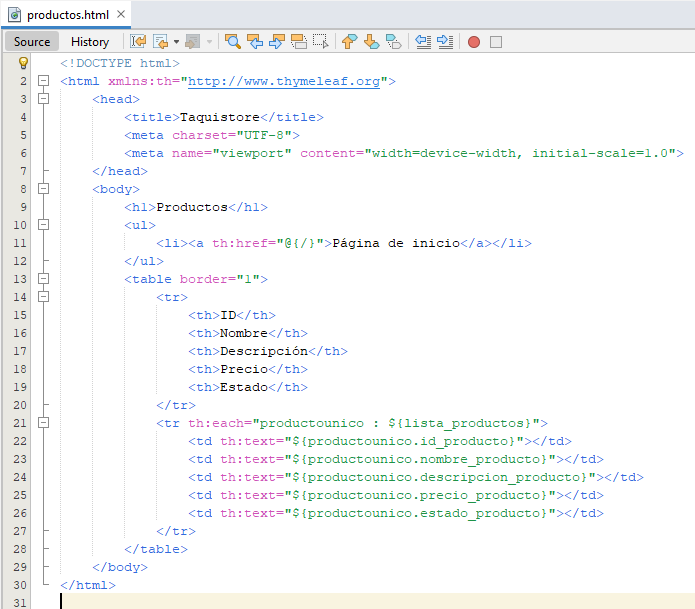 productos.html
Source History
<!DOCTYPE html>
2 <html xmlns:th="http://www.thymeleaf.org">
3 <head>
4 <title>Taquistore</title>
5 <meta charset="UTF-8">
6 <meta name="viewport" content="width=device-width, initial-scale=1.0">
7 </head>
8 <body>
9 <h1>Productos</h1>
10 <ul>
11 <li><a th:href="@{/}">Página de inicio</a></li>
12 </ul>
13 <table border="1">
14 <tr>
15 <th>ID</th>
16 <th>Nombre</th>
17 <th>Descripción</th>
18 <th>Precio</th>
19 <th>Estado</th>
20 </tr>
21 <tr th:each="productounico : ${lista_productos}">
22 <td th:text="${productounico.id_producto}"></td>
23 <td th:text="${productounico.nombre_producto}"></td>
24 <td th:text="${productounico.descripcion_producto}"></td>
25 <td th:text="${productounico.precio_producto}"></td>
26 <td th:text="${productounico.estado_producto}"></td>
27 </tr>
28 </table>
29 </body>
30 </html>
31